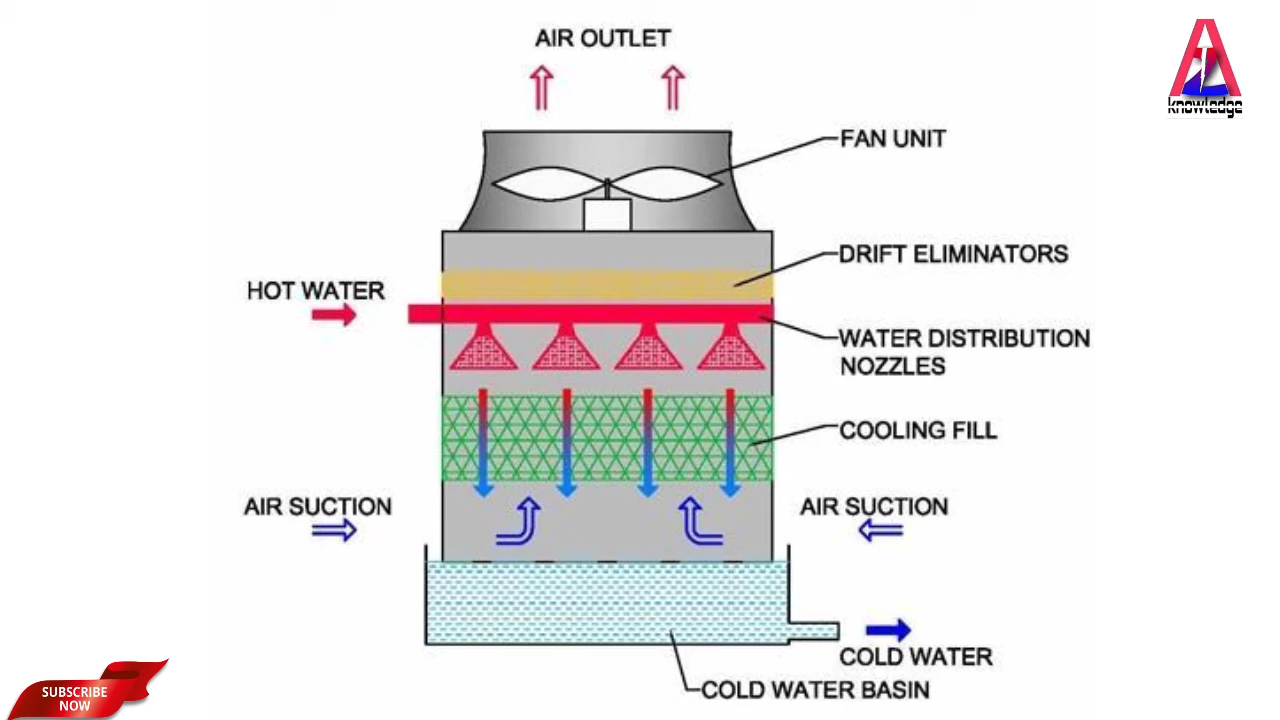 AIR OUTLET
A2
knowledge
FAN UNIT
DRIFT ELIMINATORS
HOT WATER
WATER DISTRIBUTION
NOZZLES
COOLING FILL
AIR SUCTION
AIR SUCTION
COLD WATER
COLD WATER BASIN
SUBSCRIBE
NOW